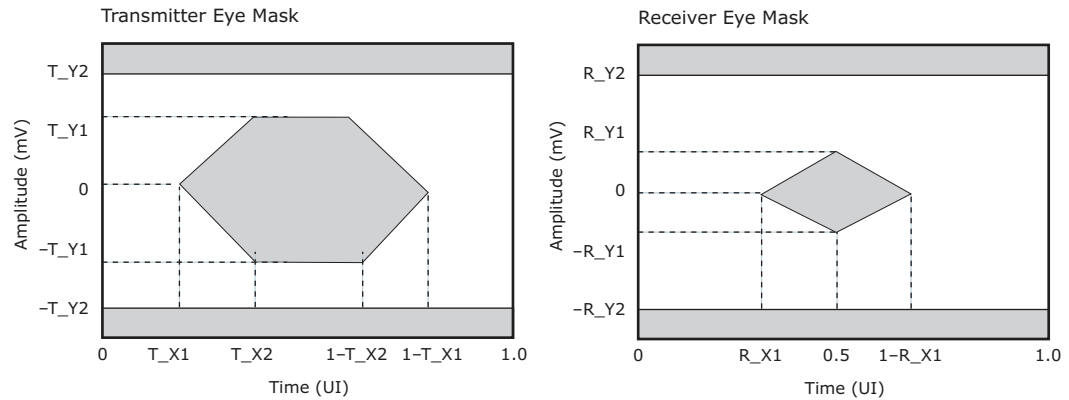 Transmitter Eye Mask
T_Y2
T_Y1
0
–T_Y1
–T_Y2
Amplitude (mV)
0
T_X1
T_X2
1–T_X2
1–T_X1
1.0
Time (UI)
Receiver Eye Mask
R_Y2
R_Y1
0
–R_Y1
–R_Y2
Amplitude (mV)
0
R_X1
0.5
1–R_X1
1.0
Time (UI)